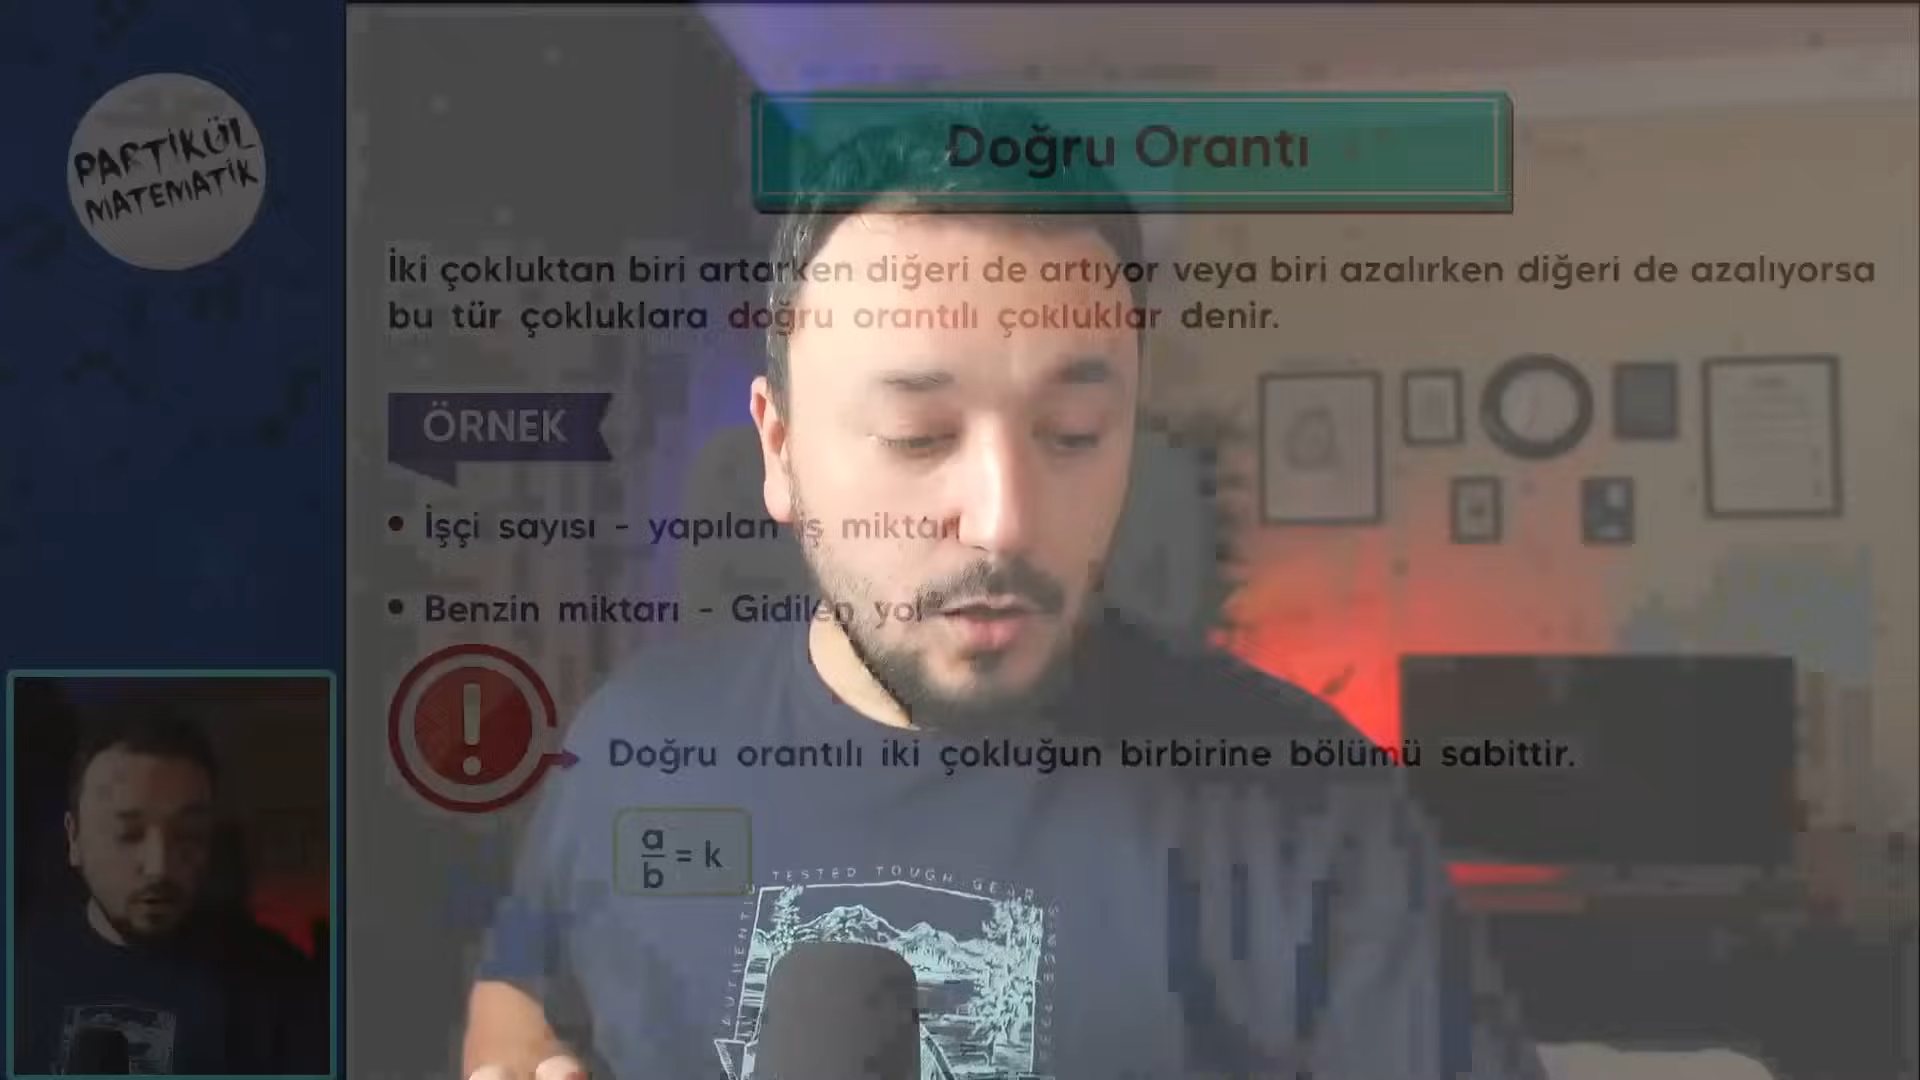 PARTİKÜL
MATEMATİK
Doğru Orantı
İki çokluktan biri artarken diğeri de artıyor veya biri azalırken diğeri de azalıyorsa
bu tür çokluklara doğru orantılı çokluklar denir.
ÖRNEK
• İşçi sayısı - yapılan iş miktarı
• Benzin miktarı - Gidilen yol
!
Doğru orantılı iki çokluğun birbirine bölümü sabittir.
a/b = k
TESTED TOUGH GEAR
AUTHENTIC
SINCE